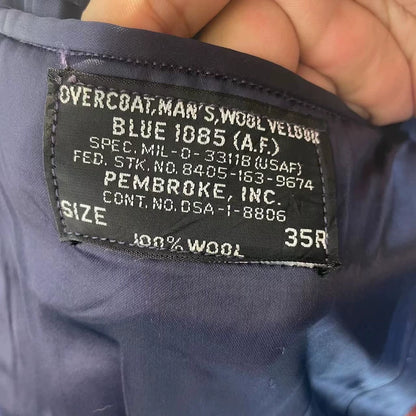 OVERCOAT, MAN'S, WOOL VELOUR
BLUE 1085 (A.F.)
SPEC. MIL-O-33118 (USAF)
FED. STK. NO. 8405-163-9674
PEMBROKE, INC.
CONT. NO. DSA-1-8806
SIZE 35R
100% WOOL